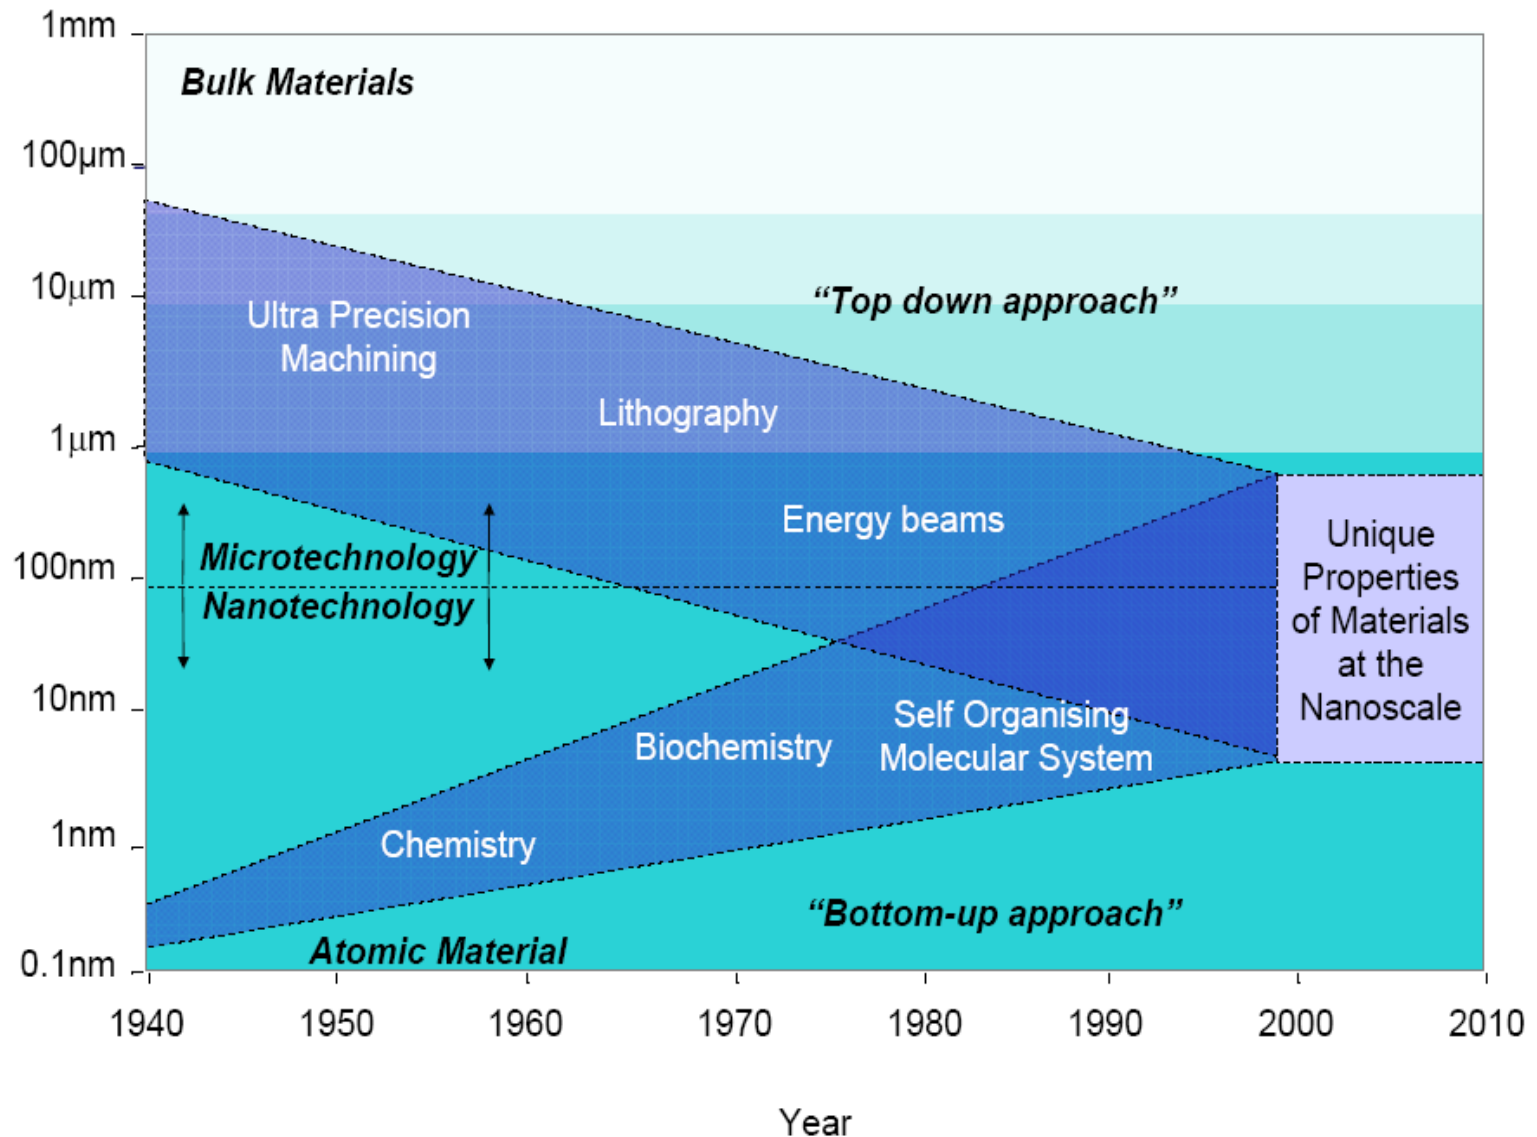 1mm
Bulk Materials
100μm
10μm
"Top down approach"
Ultra Precision
Machining
Lithography
1μm
Energy beams
Unique
Properties
of Materials
at the
Nanoscale
Microtechnology
100nm
Nanotechnology
10nm
Self Organising
Molecular System
Biochemistry
1nm
Chemistry
"Bottom-up approach"
Atomic Material
0.1nm
1940
1950
1960
1970
1980
1990
2000
2010
Year